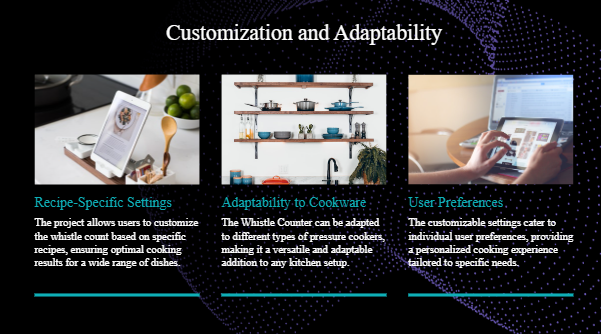 Customization and Adaptability
Recipe-Specific Settings
The project allows users to customize
the whistle count based on specific
recipes, ensuring optimal cooking
results for a wide range of dishes.
Adaptability to Cookware
The Whistle Counter can be adapted
to different types of pressure cookers,
making it a versatile and adaptable
addition to any kitchen setup.
User Preferences
The customizable settings cater to
individual user preferences, providing
a personalized cooking experience
tailored to specific needs.